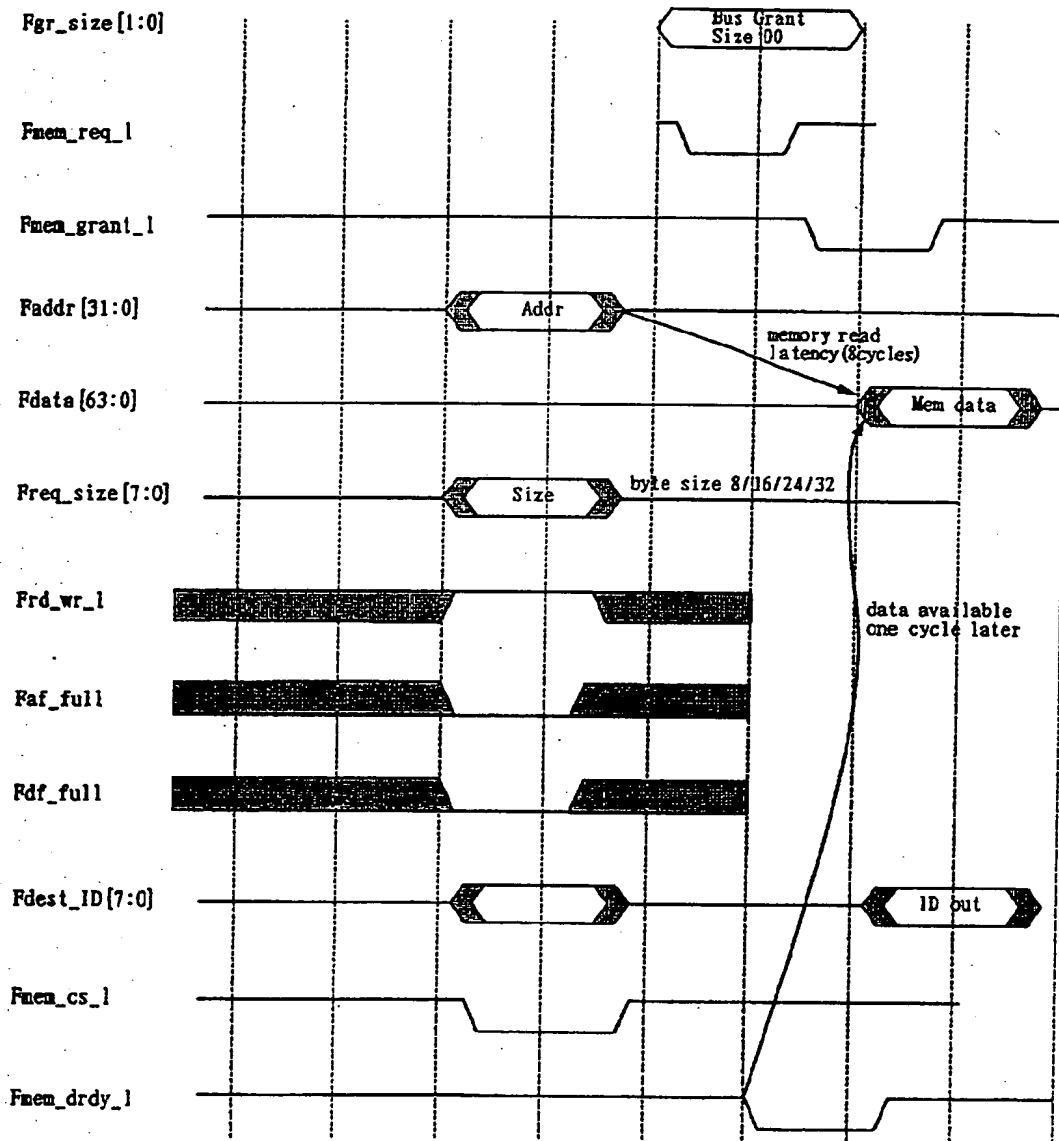 Fgr_size[1:0]
Bus Grant
Size 00
Fmem_req_l
Fmem_grant_l
Faddr[31:0]
Addr
memory read
latency(8cycles)
Fdata[63:0]
Mem data
Freq_size[7:0]
Size
byte size 8/16/24/32
Frd_wr_l
data available
one cycle later
Faf_full
Fdf_full
Fdest_ID[7:0]
ID out
Fmem_cs_l
Fmem_drdy_l